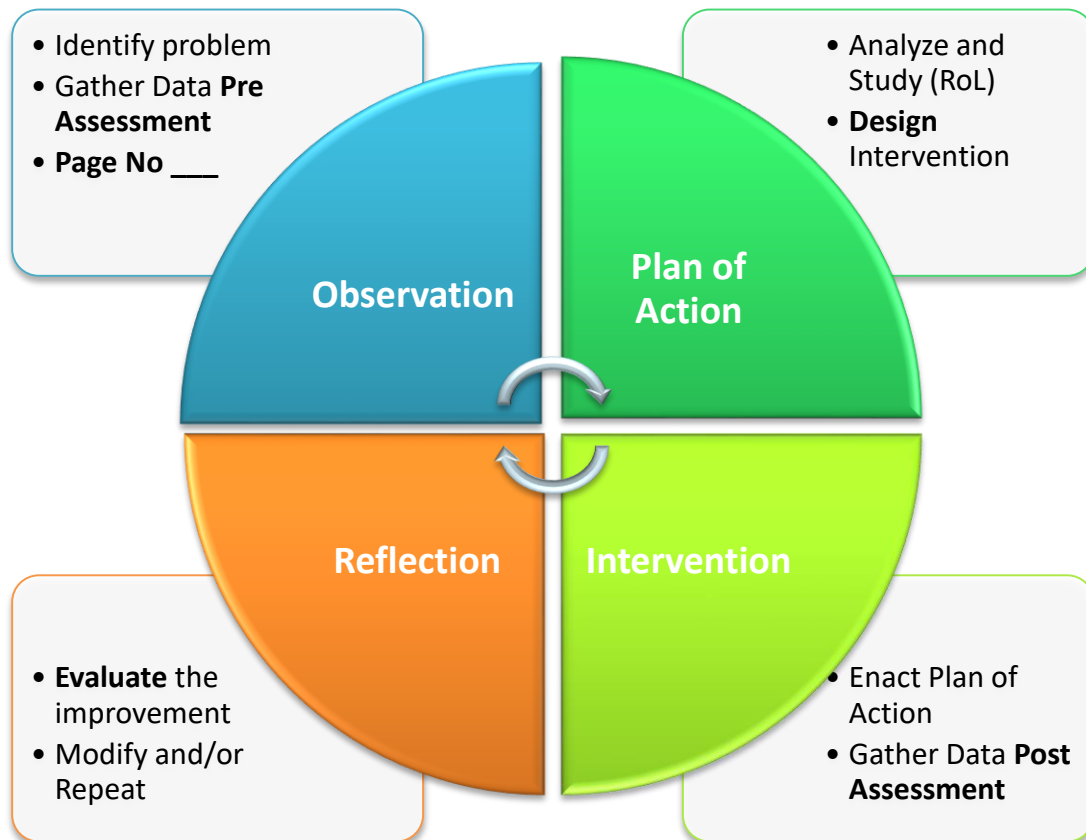 • Identify problem
• Gather Data Pre
Assessment
• Page No ___
• Analyze and
Study (RoL)
• Design
Intervention
Observation
Plan of
Action
Reflection
Intervention
• Evaluate the
improvement
• Modify and/or
Repeat
• Enact Plan of
Action
• Gather Data Post
Assessment